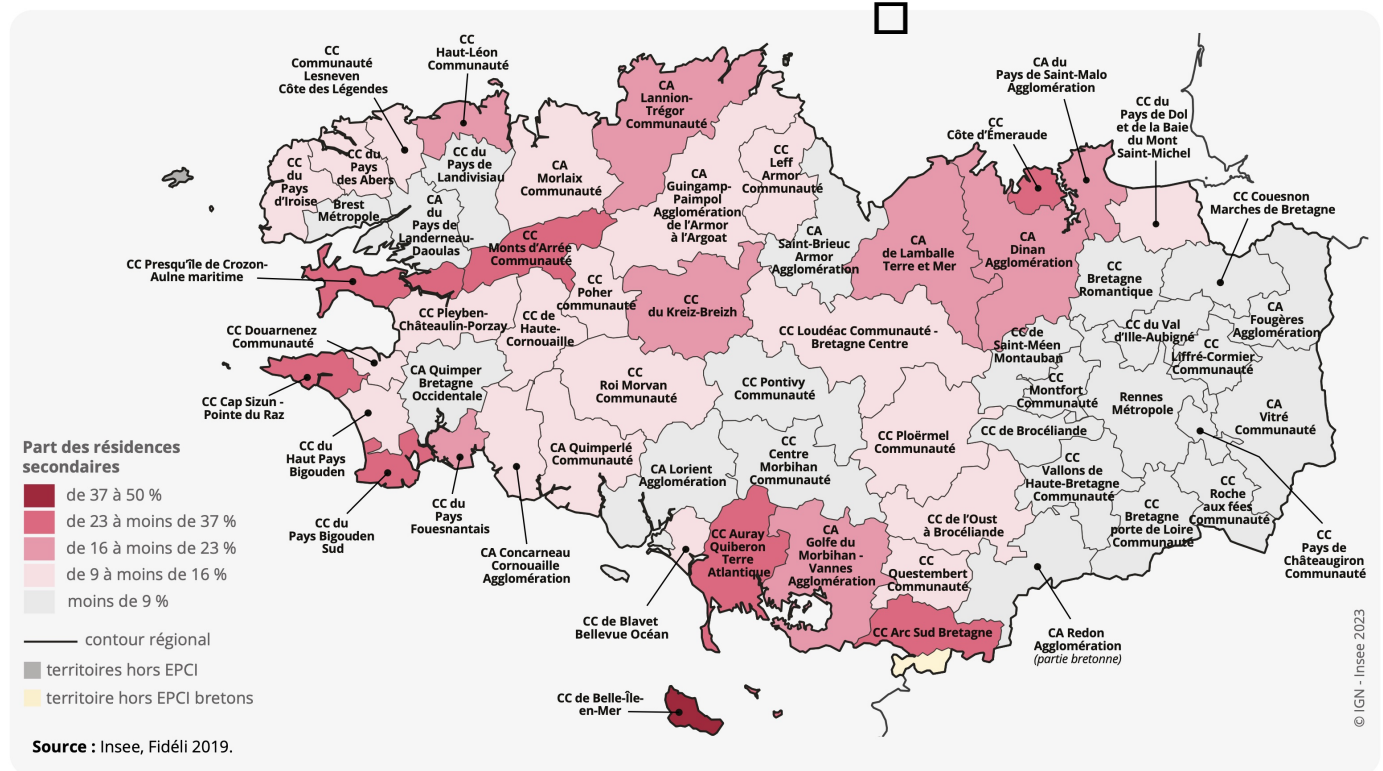 CC
Communauté
Lesneven
Côte des Légendes
CC
Haut-Léon
Communauté
CA
Lannion-
Trégor
Communauté
CA du
Pays de Saint-Malo
Agglomération
CA du
Pays de Dol
et de la Baie
du Mont
Saint-Michel
CC
Côte d'Émeraude
CC Couesnon
Marches de Bretagne
CC
du
Pays
d'Iroise
CC du
Pays
des Abers
CC du
Pays de
Landivisiau
CA
Morlaix
Communauté
CC
Leff
Armor
Communauté
CA
Guingamp-
Paimpol
Agglomération
de l'Armor
à l'Argoat
Brest
Métropole
CA
du
Pays de
Landerneau-
Daoulas
CC
Monts d'Arrée
Communauté
CA
Saint-Brieuc
Armor
Agglomération
CA
de Lamballe
Terre et Mer
CA
Dinan
Agglomération
CC
Bretagne
Romantique
CC Presqu'île de Crozon-
Aulne maritime
CC
Poher
communauté
CC
du Kreiz-Breizh
CA
Fougères
Agglomération
CC Pleyben-
Châteaulin-Porzay
CC de
Haute-
Cornouaille
CC Loudéac Communauté -
Bretagne Centre
CC de
Saint-Méen
Montauban
CC du Val
d'Ille-Aubigné
CC
Liffré-Cormier
Communauté
CC Douarnenez
Communauté
CA Quimper
Bretagne
Occidentale
CC
Roi Morvan
Communauté
CC Pontivy
Communauté
CC
Montfort
Communauté
Rennes
Métropole
CA
Vitré
Communauté
CC Cap Sizun -
Pointe du Raz
CC du
Haut Pays
Bigouden
CA Quimperlé
Communauté
CA Lorient
Agglomération
CC
Centre
Morbihan
Communauté
CC Ploërmel
Communauté
CC de Brocéliande
CC
Vallons de
Haute-Bretagne
Communauté
CC
Roche
aux fées
Communauté
CC
Bretagne
porte de Loire
Communauté
CC
Pays de
Châteaugiron
Communauté
CC du
Pays Bigouden
Sud
CC du
Pays
Fouesnantais
CA Concarneau
Cornouaille
Agglomération
CC Auray
Quiberon
Terre
Atlantique
CA
Golfe du
Morbihan -
Vannes
Agglomération
CC de l'Oust
à Brocéliande
CC
Questembert
Communauté
CC de Blavet
Bellevue Océan
CC Arc Sud Bretagne
CA Redon
Agglomération
(partie bretonne)
CC de Belle-Île-
en-Mer
Part des résidences
secondaires
de 37 à 50 %
de 23 à moins de 37 %
de 16 à moins de 23 %
de 9 à moins de 16 %
moins de 9 %
contour régional
territoires hors EPCI
territoire hors EPCI bretons
Source : Insee, Fidéli 2019.
© IGN - Insee 2023